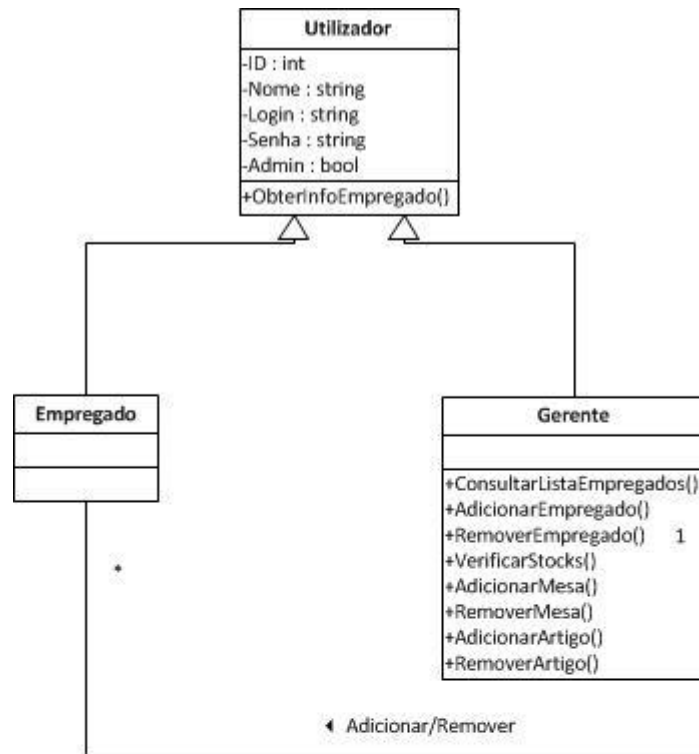 Utilizador
-ID : int
-Nome : string
-Login : string
-Senha : string
-Admin : bool
+ObterInfoEmpregado()
Empregado
Gerente
+ConsultarListaEmpregados()
+AdicionarEmpregado()
+RemoverEmpregado() 1
+VerificarStocks()
+AdicionarMesa()
+RemoverMesa()
+AdicionarArtigo()
+RemoverArtigo()
*
Adicionar/Remover